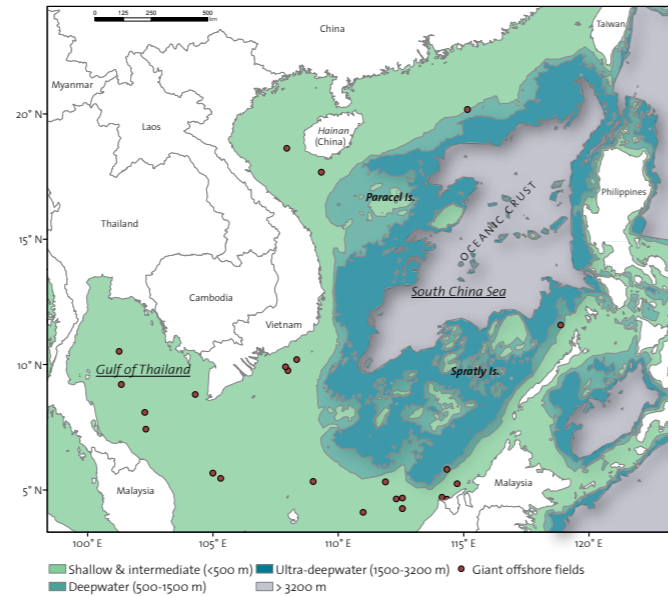 0 125 250 500
km
China
Taiwan
Myanmar
20° N
Laos
Hainan
(China)
Paracel Is.
Philippines
Thailand
15° N
OCEANIC CRUST
Cambodia
South China Sea
Vietnam
10° N
Gulf of Thailand
Spratly Is.
5° N
Malaysia
Malaysia
100° E 105° E 110° E 115° E 120° E
Shallow & intermediate (<500 m) Ultra-deepwater (1500-3200 m) Giant offshore fields
Deepwater (500-1500 m) > 3200 m